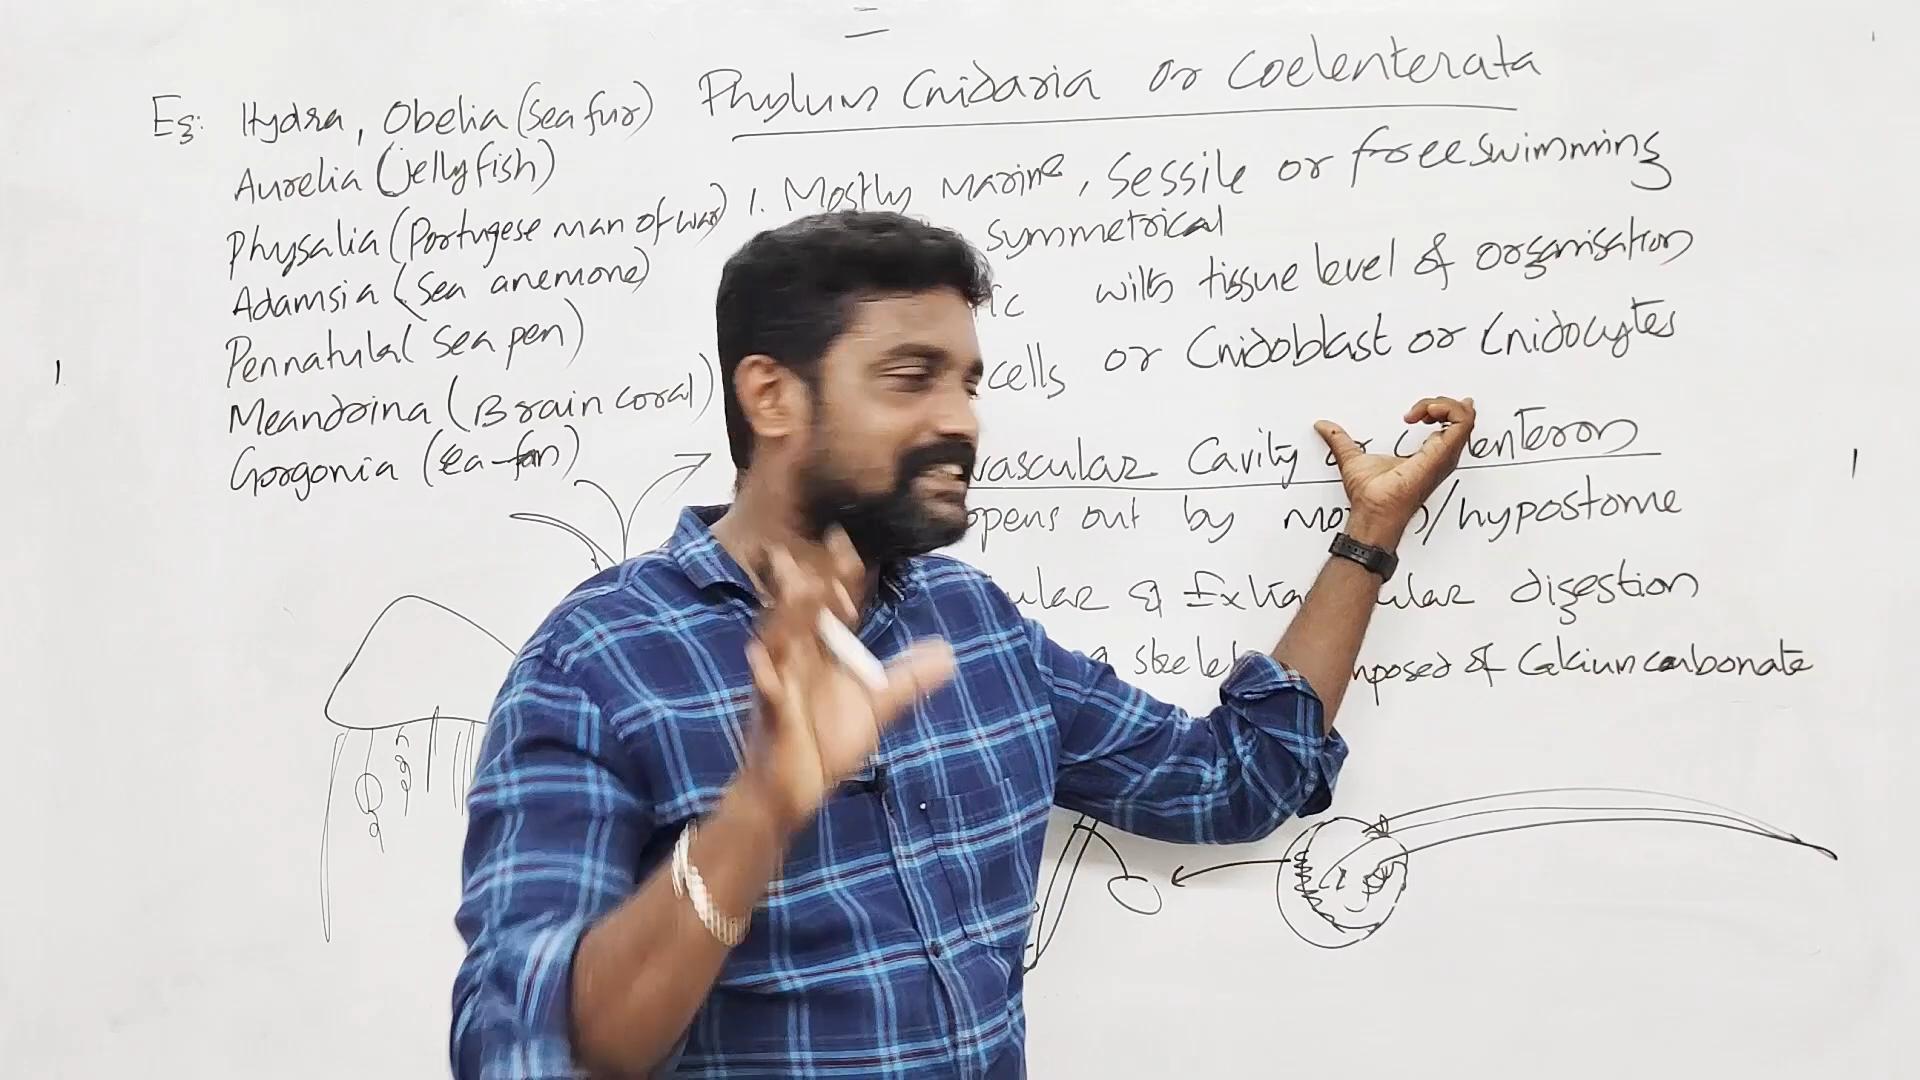 Phylum Cnidaria or Coelenterata
Eg: Hydra, Obelia (Sea fur)
Aurelia (jelly fish)
Physalia (Portugese man of war)
Adamsia (Sea anemone)
Pennatula (Sea pen)
Meandrina (Brain coral)
Gorgonia (Sea-fan)
1. Mostly marine, Sessile or free swimming
symmetrical
with tissue level of organisation
cells or Cnidoblast or Cnidocytes
vascular Cavity or Coelenteron
opens out by /hypostome
& digestion
composed of Calcium carbonate